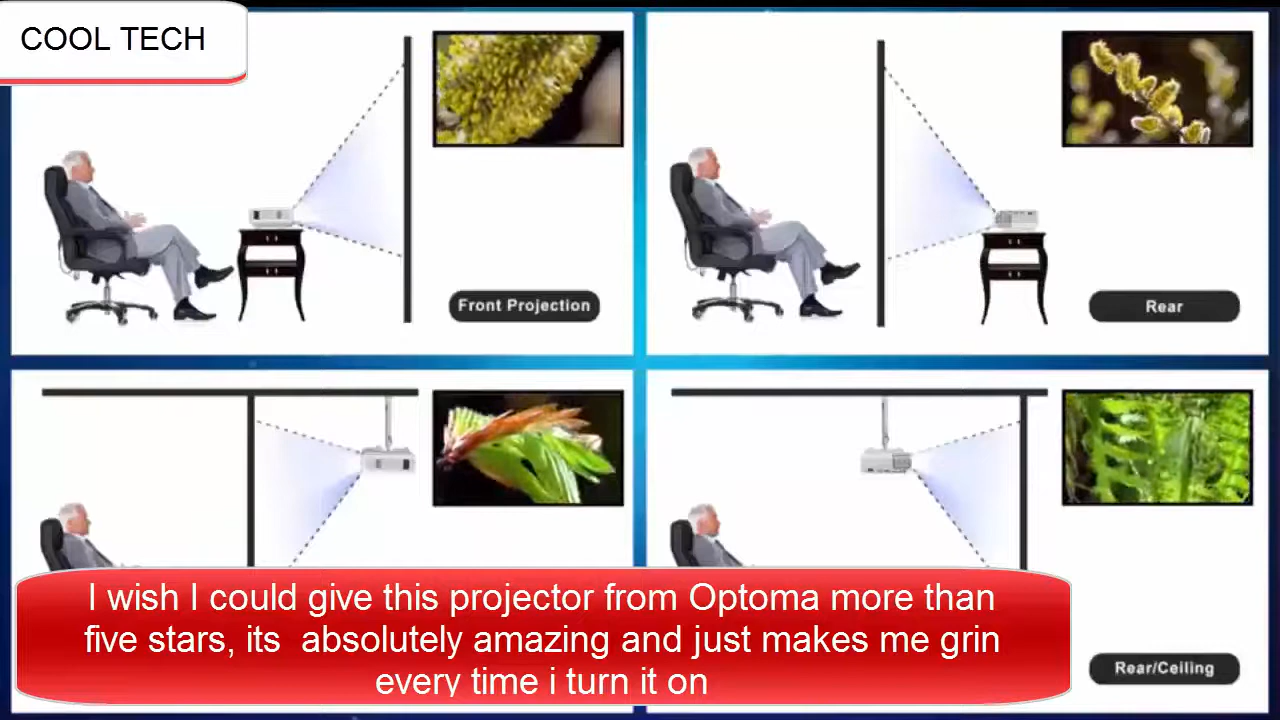 COOL TECH
Front Projection
Rear
I wish I could give this projector from Optoma more than
five stars, its  absolutely amazing and just makes me grin
every time i turn it on
Rear/Ceiling